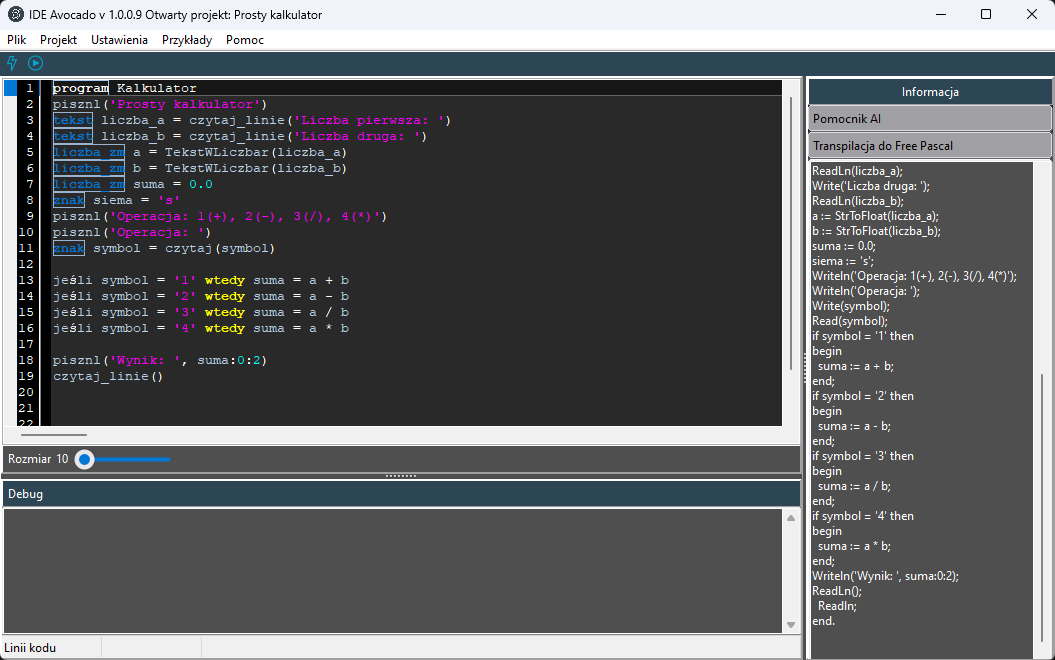 IDE Avocado v 1.0.0.9 Otwarty projekt: Prosty kalkulator
Plik Projekt Ustawienia Przykłady Pomoc
1 program Kalkulator
2 pisznl('Prosty kalkulator')
3 tekst liczba_a = czytaj_linie('Liczba pierwsza: ')
4 tekst liczba_b = czytaj_linie('Liczba druga: ')
5 liczba_zm a = TekstWLiczbar(liczba_a)
6 liczba_zm b = TekstWLiczbar(liczba_b)
7 liczba_zm suma = 0.0
8 znak siema = 's'
9 pisznl('Operacja: 1(+), 2(-), 3(/), 4(*)')
10 pisznl('Operacja: ')
11 znak symbol = czytaj(symbol)
12
13 jeśli symbol = '1' wtedy suma = a + b
14 jeśli symbol = '2' wtedy suma = a - b
15 jeśli symbol = '3' wtedy suma = a / b
16 jeśli symbol = '4' wtedy suma = a * b
17
18 pisznl('Wynik: ', suma:0:2)
19 czytaj_linie()
20
21
22
Rozmiar 10
Debug
Linii kodu
Informacja
Pomocnik AI
Transpilacja do Free Pascal
ReadLn(liczba_a);
Write('Liczba druga: ');
ReadLn(liczba_b);
a := StrToFloat(liczba_a);
b := StrToFloat(liczba_b);
suma := 0.0;
siema := 's';
Writeln('Operacja: 1(+), 2(-), 3(/), 4(*)');
Writeln('Operacja: ');
Write(symbol);
Read(symbol);
if symbol = '1' then
begin
suma := a + b;
end;
if symbol = '2' then
begin
suma := a - b;
end;
if symbol = '3' then
begin
suma := a / b;
end;
if symbol = '4' then
begin
suma := a * b;
end;
Writeln('Wynik: ', suma:0:2);
ReadLn();
Readln;
end.